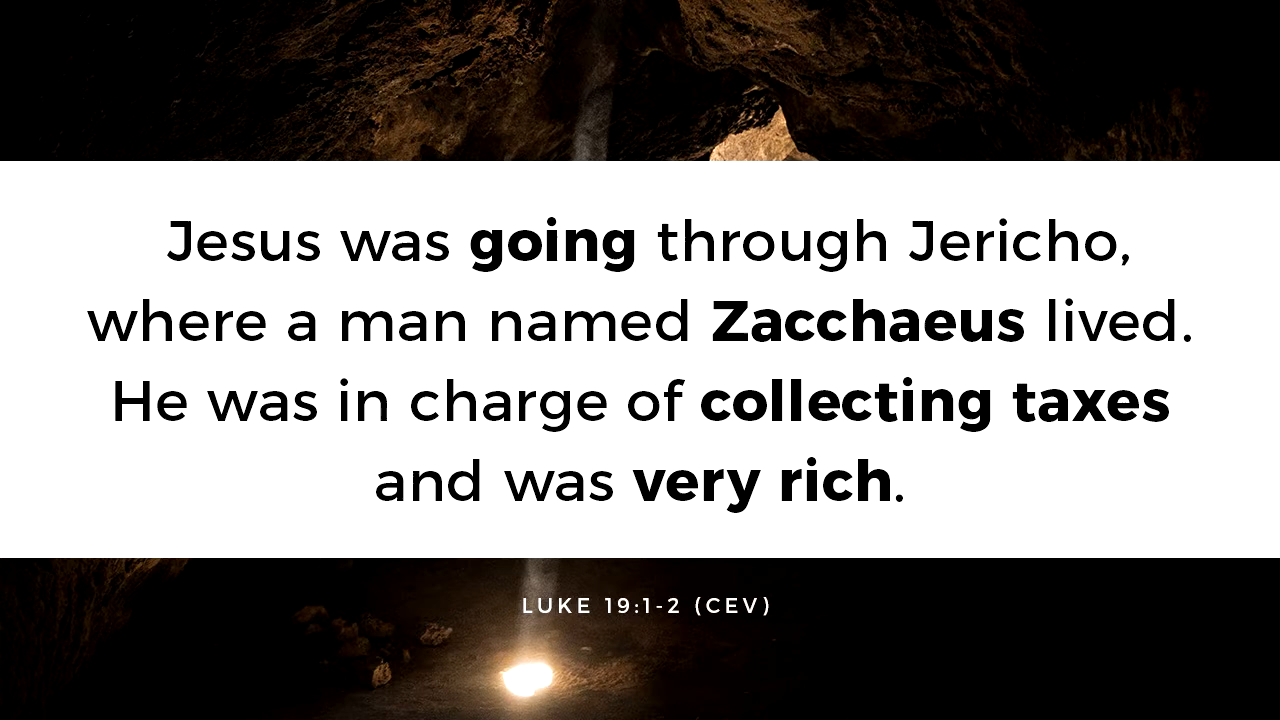 Jesus was going through Jericho,
where a man named Zacchaeus lived.
He was in charge of collecting taxes
and was very rich.
LUKE 19:1-2 (CEV)